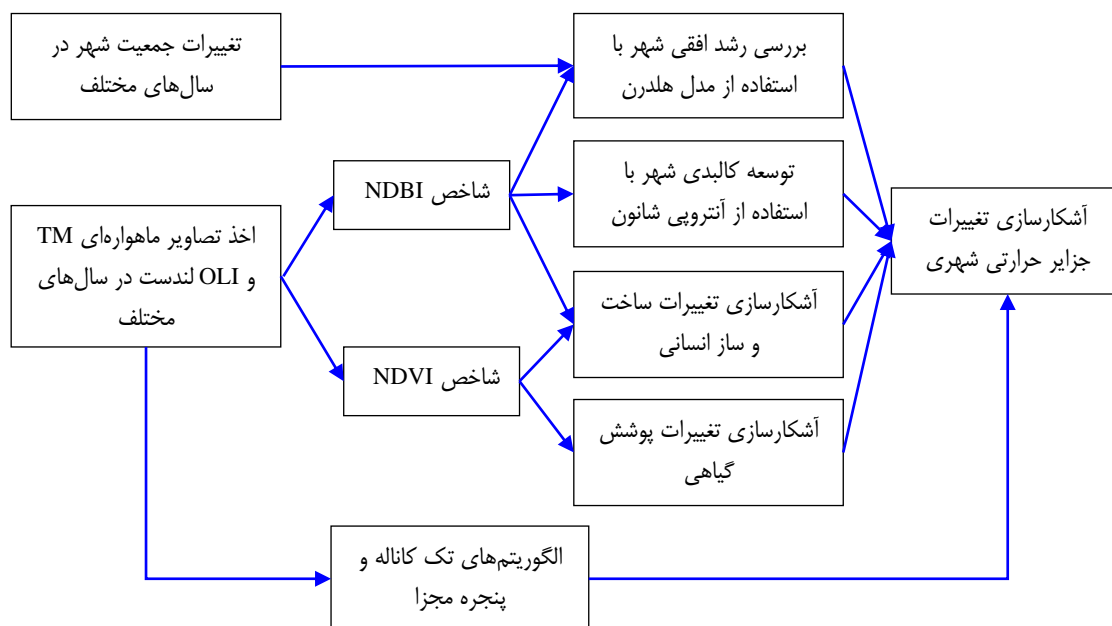 تغییرات جمعیت شهر در
سال‌های مختلف
بررسی رشد افقی شهر با
استفاده از مدل هلدرن
شاخص NDBI
توسعه کالبدی شهر با
استفاده از آنتروپی شانون
آشکارسازی تغییرات
جزایر حرارتی شهری
اخذ تصاویر ماهواره‌ای TM
و OLI لندست در سال‌های
مختلف
آشکارسازی تغییرات ساخت
و ساز انسانی
شاخص NDVI
آشکارسازی تغییرات پوشش
گیاهی
الگوریتم‌های تک کاناله و
پنجره مجزا